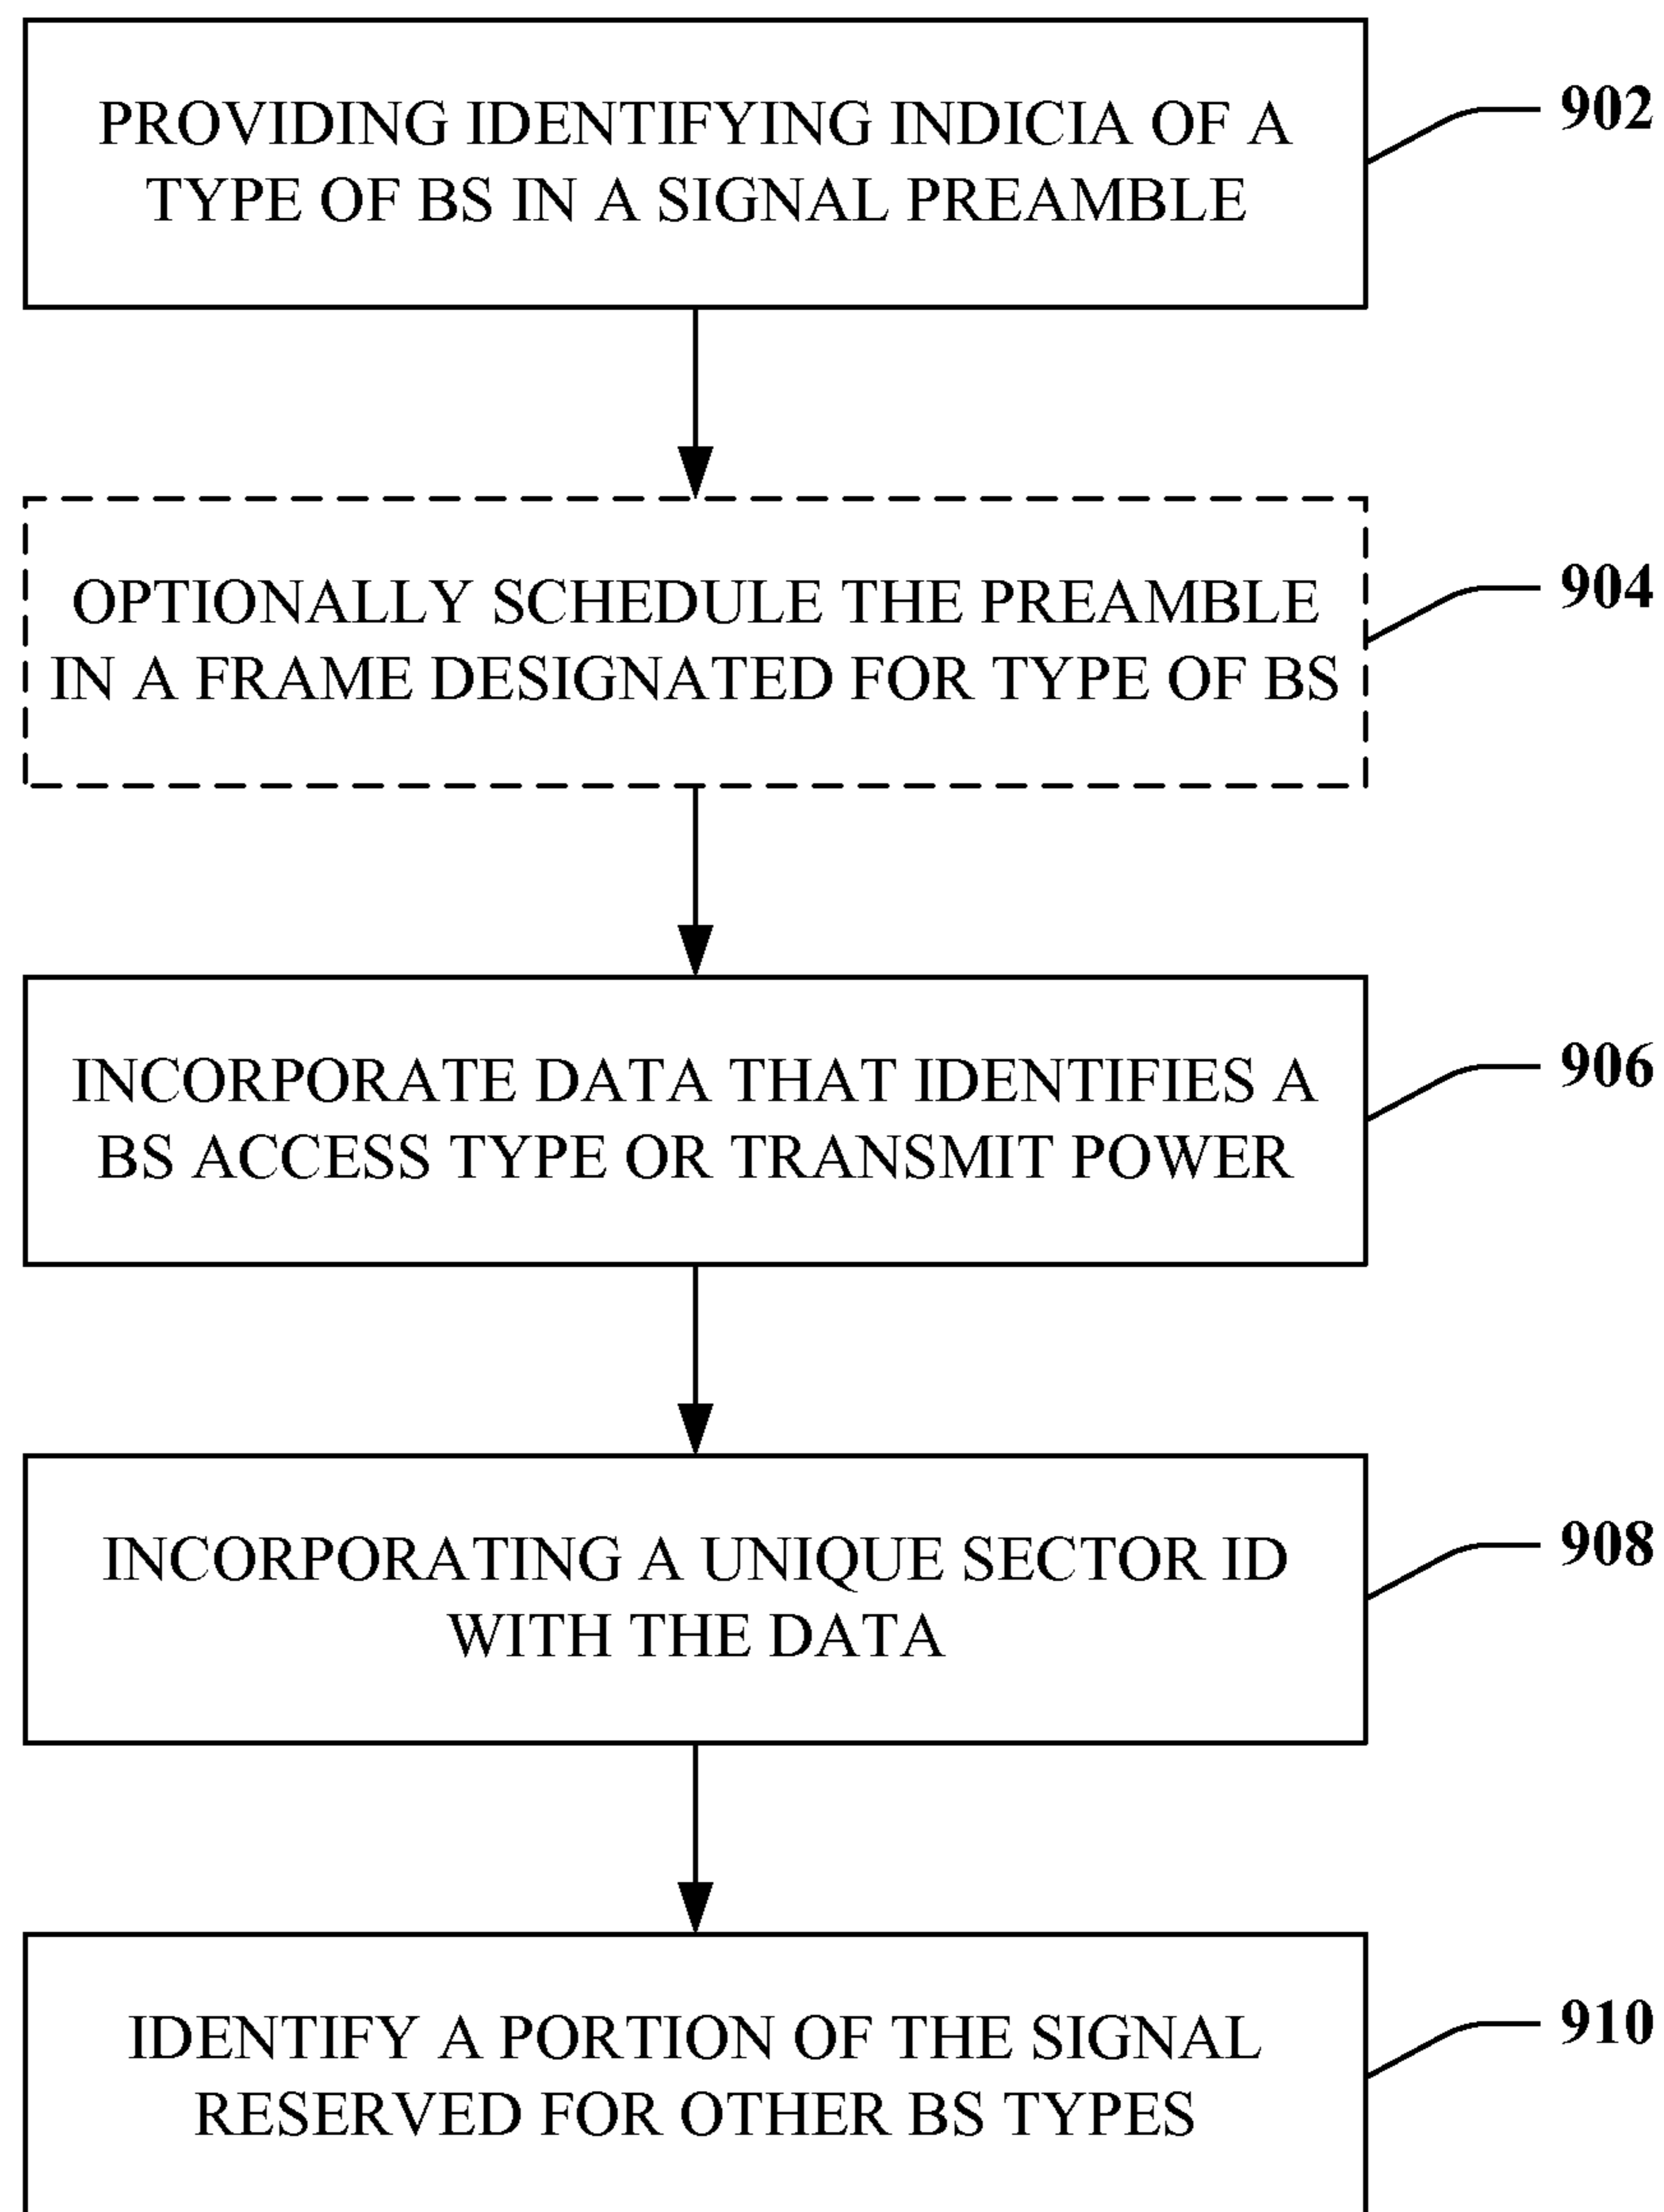 PROVIDING IDENTIFYING INDICIA OF A
TYPE OF BS IN A SIGNAL PREAMBLE
902
OPTIONALLY SCHEDULE THE PREAMBLE
IN A FRAME DESIGNATED FOR TYPE OF BS
904
INCORPORATE DATA THAT IDENTIFIES A
BS ACCESS TYPE OR TRANSMIT POWER
906
INCORPORATING A UNIQUE SECTOR ID
WITH THE DATA
908
IDENTIFY A PORTION OF THE SIGNAL
RESERVED FOR OTHER BS TYPES
910